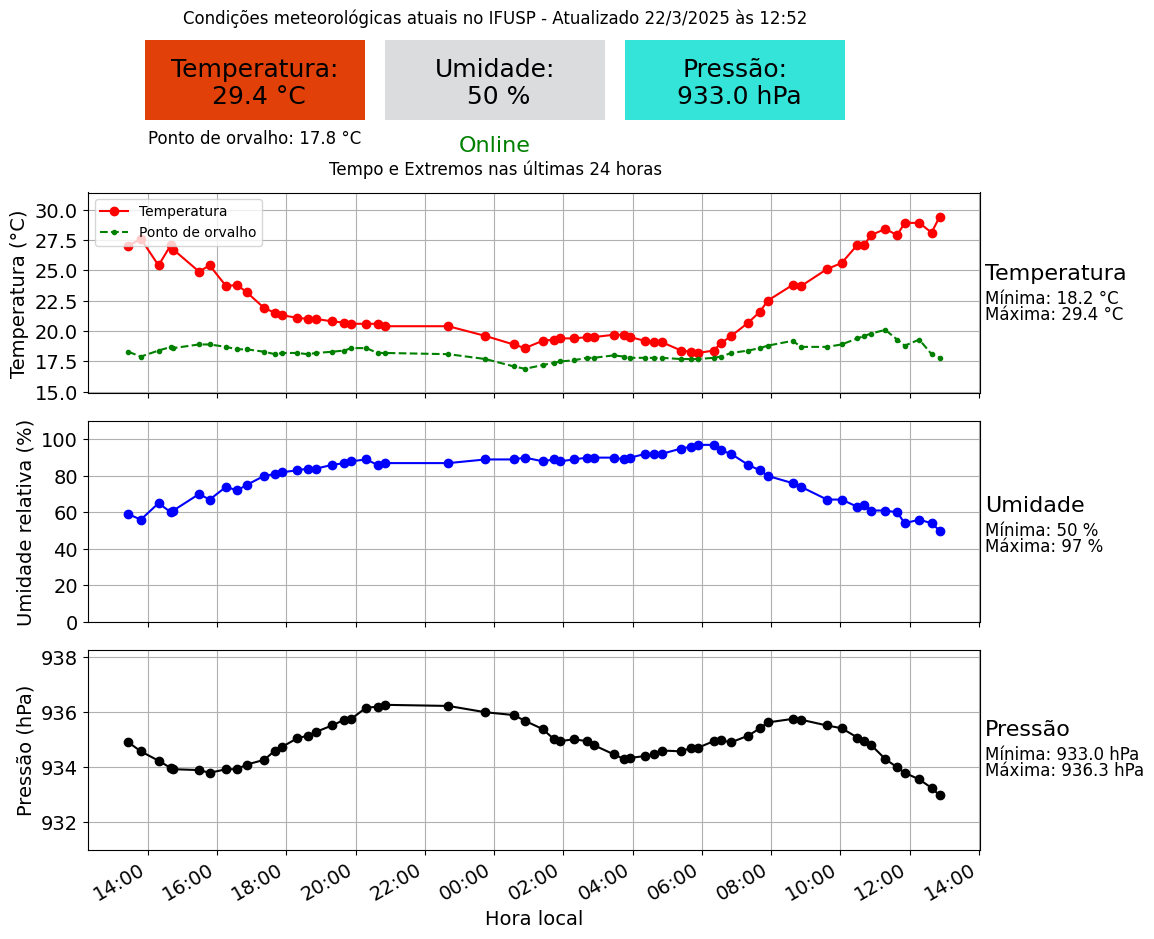 Condições meteorológicas atuais no IFUSP - Atualizado 22/3/2025 às 12:52
Temperatura:
29.4 °C
Umidade:
50 %
Pressão:
933.0 hPa
Ponto de orvalho: 17.8 °C
Online
Tempo e Extremos nas últimas 24 horas
Temperatura (°C)
30.0
27.5
25.0
22.5
20.0
17.5
15.0
Temperatura
Ponto de orvalho
Temperatura
Mínima: 18.2 °C
Máxima: 29.4 °C
Umidade relativa (%)
100
80
60
40
20
0
Umidade
Mínima: 50 %
Máxima: 97 %
Pressão (hPa)
938
936
934
932
Pressão
Mínima: 933.0 hPa
Máxima: 936.3 hPa
14:00
16:00
18:00
20:00
22:00
00:00
02:00
04:00
06:00
08:00
10:00
12:00
14:00
Hora local